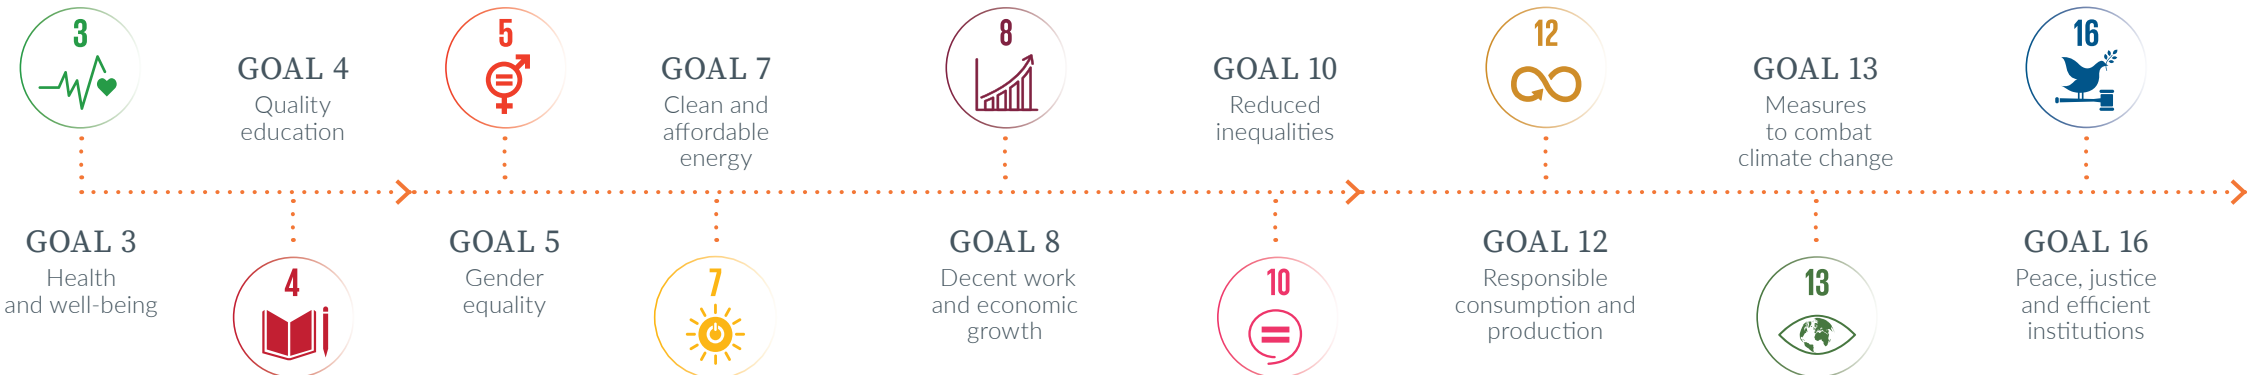 3
GOAL 3
Health
and well-being
GOAL 4
Quality
education
4
5
GOAL 5
Gender
equality
GOAL 7
Clean and
affordable
energy
7
8
GOAL 8
Decent work
and economic
growth
GOAL 10
Reduced
inequalities
10
12
GOAL 12
Responsible
consumption and
production
GOAL 13
Measures
to combat
climate change
13
16
GOAL 16
Peace, justice
and efficient
institutions